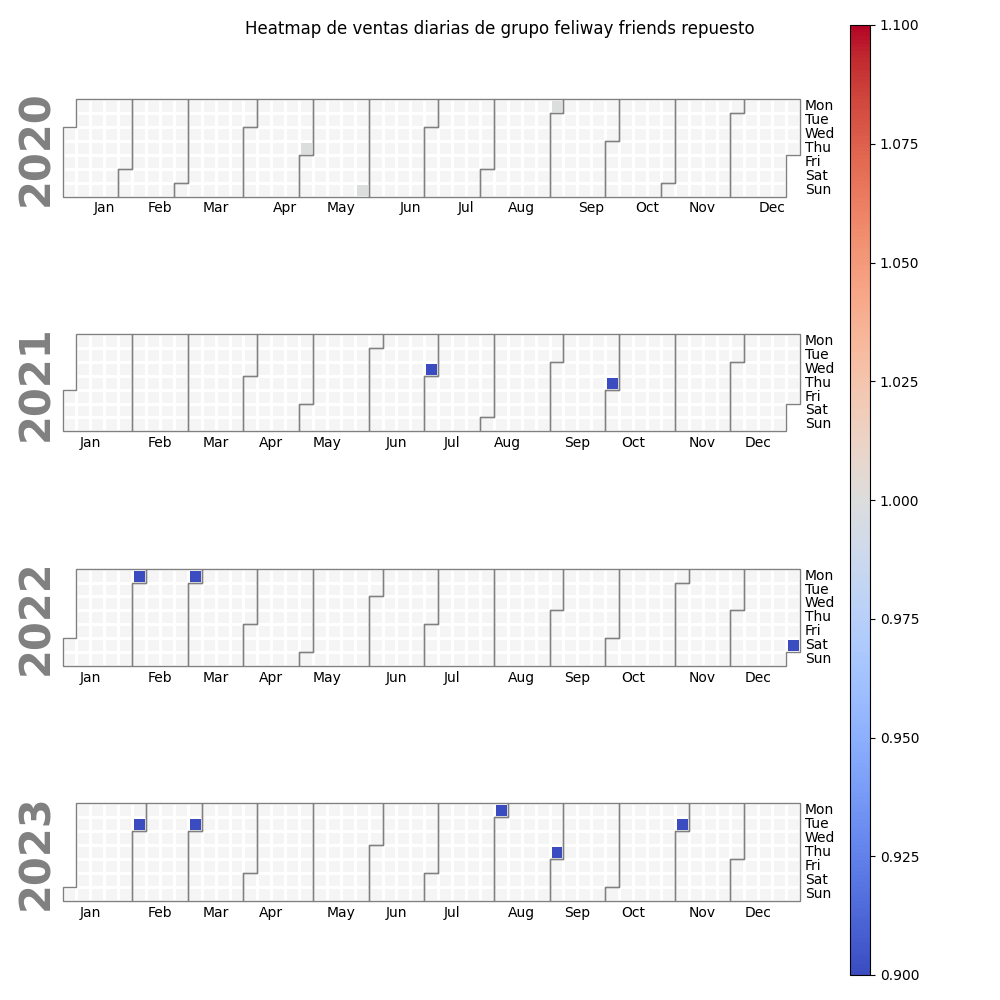 Heatmap de ventas diarias de grupo feliway friends repuesto
2020
Mon
Tue
Wed
Thu
Fri
Sat
Sun
Jan Feb Mar Apr May Jun Jul Aug Sep Oct Nov Dec
2021
Mon
Tue
Wed
Thu
Fri
Sat
Sun
Jan Feb Mar Apr May Jun Jul Aug Sep Oct Nov Dec
2022
Mon
Tue
Wed
Thu
Fri
Sat
Sun
Jan Feb Mar Apr May Jun Jul Aug Sep Oct Nov Dec
2023
Mon
Tue
Wed
Thu
Fri
Sat
Sun
Jan Feb Mar Apr May Jun Jul Aug Sep Oct Nov Dec
1.100
1.075
1.050
1.025
1.000
0.975
0.950
0.925
0.900